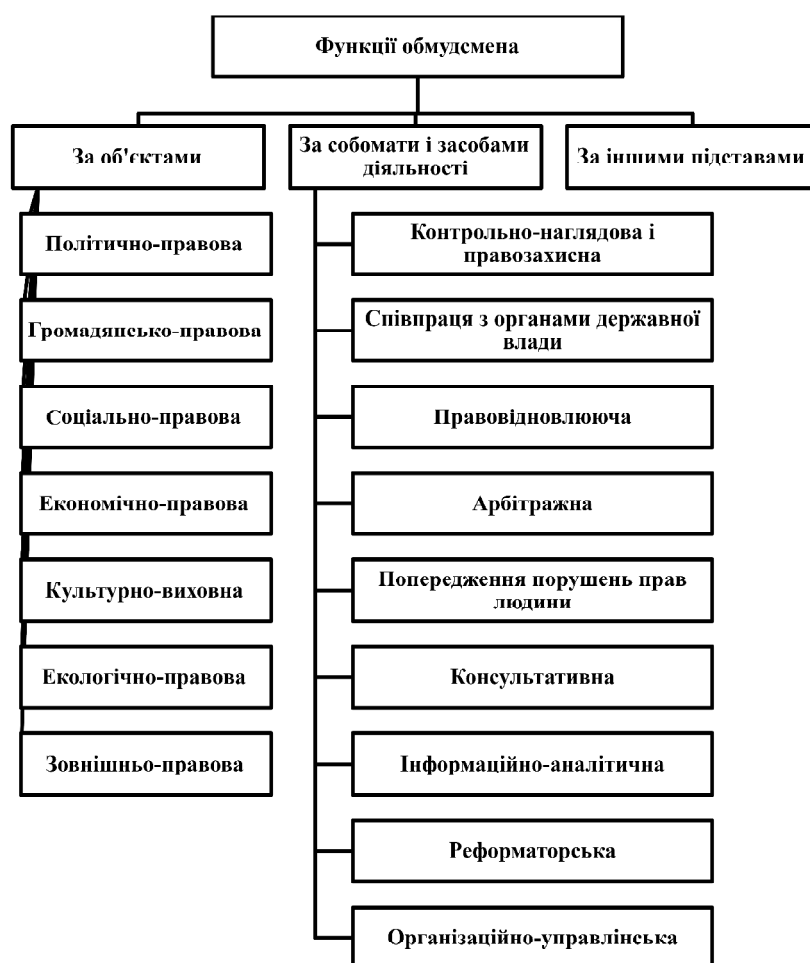 Функції обмудсмена
За об'єктами
За собомати і засобами
діяльності
За іншими підставами
Політично-правова
Громадянсько-правова
Соціально-правова
Економічно-правова
Культурно-виховна
Екологічно-правова
Зовнішньо-правова
Контрольно-наглядова і
правозахисна
Співпраця з органами державної
влади
Правовідновлююча
Арбітражна
Попередження порушень прав
людини
Консультативна
Інформаційно-аналітична
Реформаторська
Організаційно-управлінська